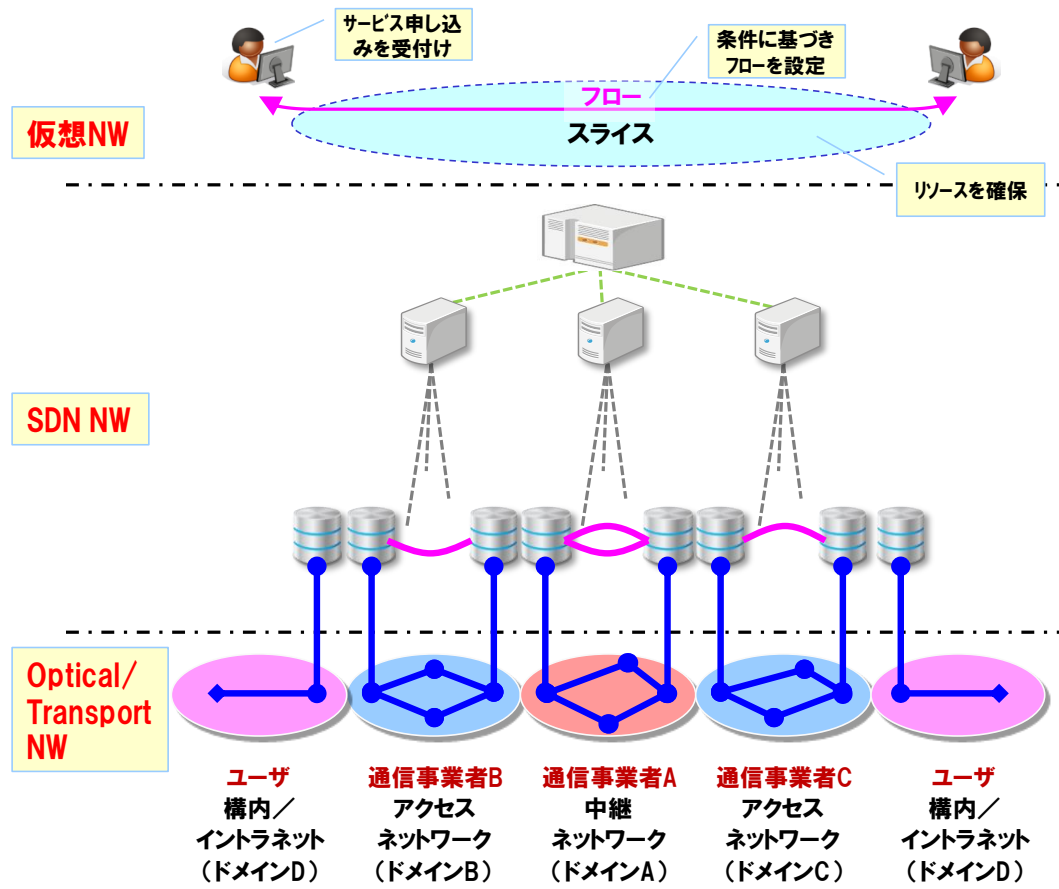 サービス申し込
みを受付け
条件に基づき
フローを設定
フロー
スライス
仮想NW
リソースを確保
SDN NW
Optical/
Transport
NW
ユーザ
構内／
イントラネット
（ドメインD）
通信事業者B
アクセス
ネットワーク
（ドメインB）
通信事業者A
中継
ネットワーク
（ドメインA）
通信事業者C
アクセス
ネットワーク
（ドメインC）
ユーザ
構内／
イントラネット
（ドメインD）